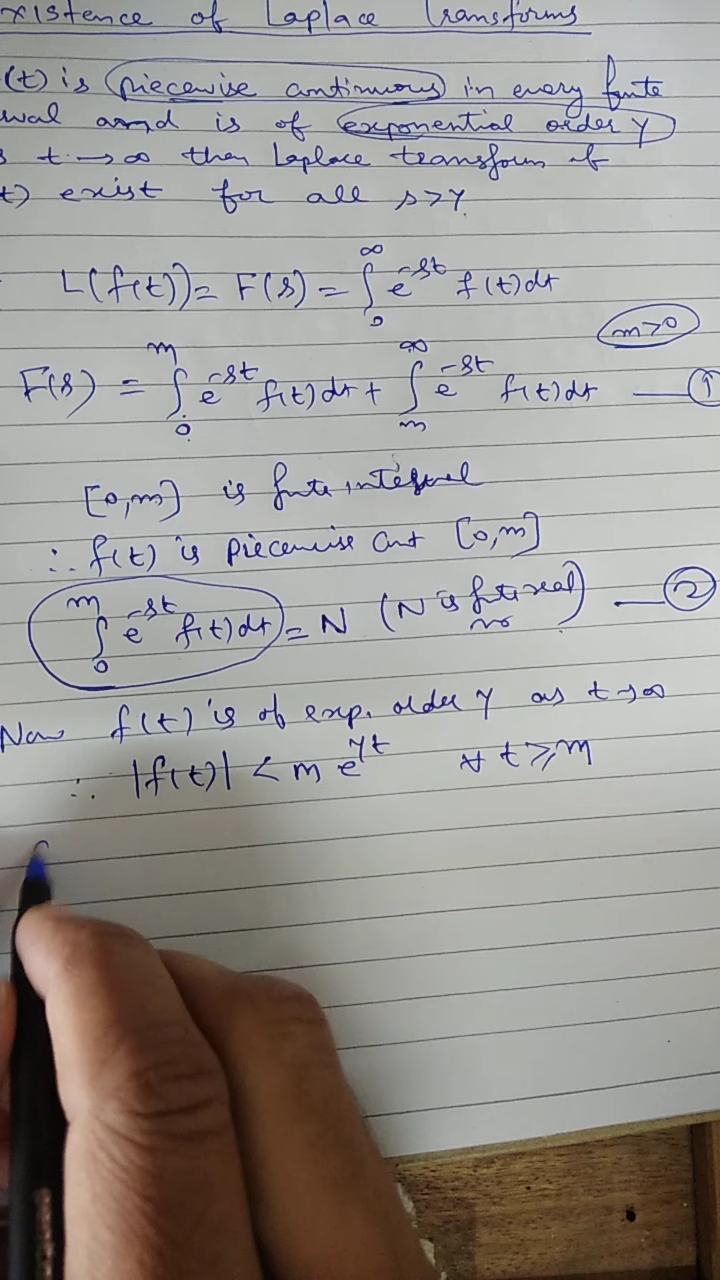 xistence of Laplace Transforms
(t) is piecewise continuous in every finite
wal and is of exponential order γ
s t → ∞ then Laplace transform of
t) exist for all s > γ
L(f(t)) = F(s) = ∫₀^∞ e^-st f(t)dt
m>0
F(s) = ∫₀^m e^-st f(t)dt + ∫ₘ^∞ e^-st f(t)dt — ①
[0,m] is finite integral
∴ f(t) is piecewise cont [0,m]
∫₀^m e^-st f(t)dt = N (N is finite real no) — ②
Now f(t) is of exp. order γ as t → ∞
∴ |f(t)| < m e^γt ∀ t ≥ m